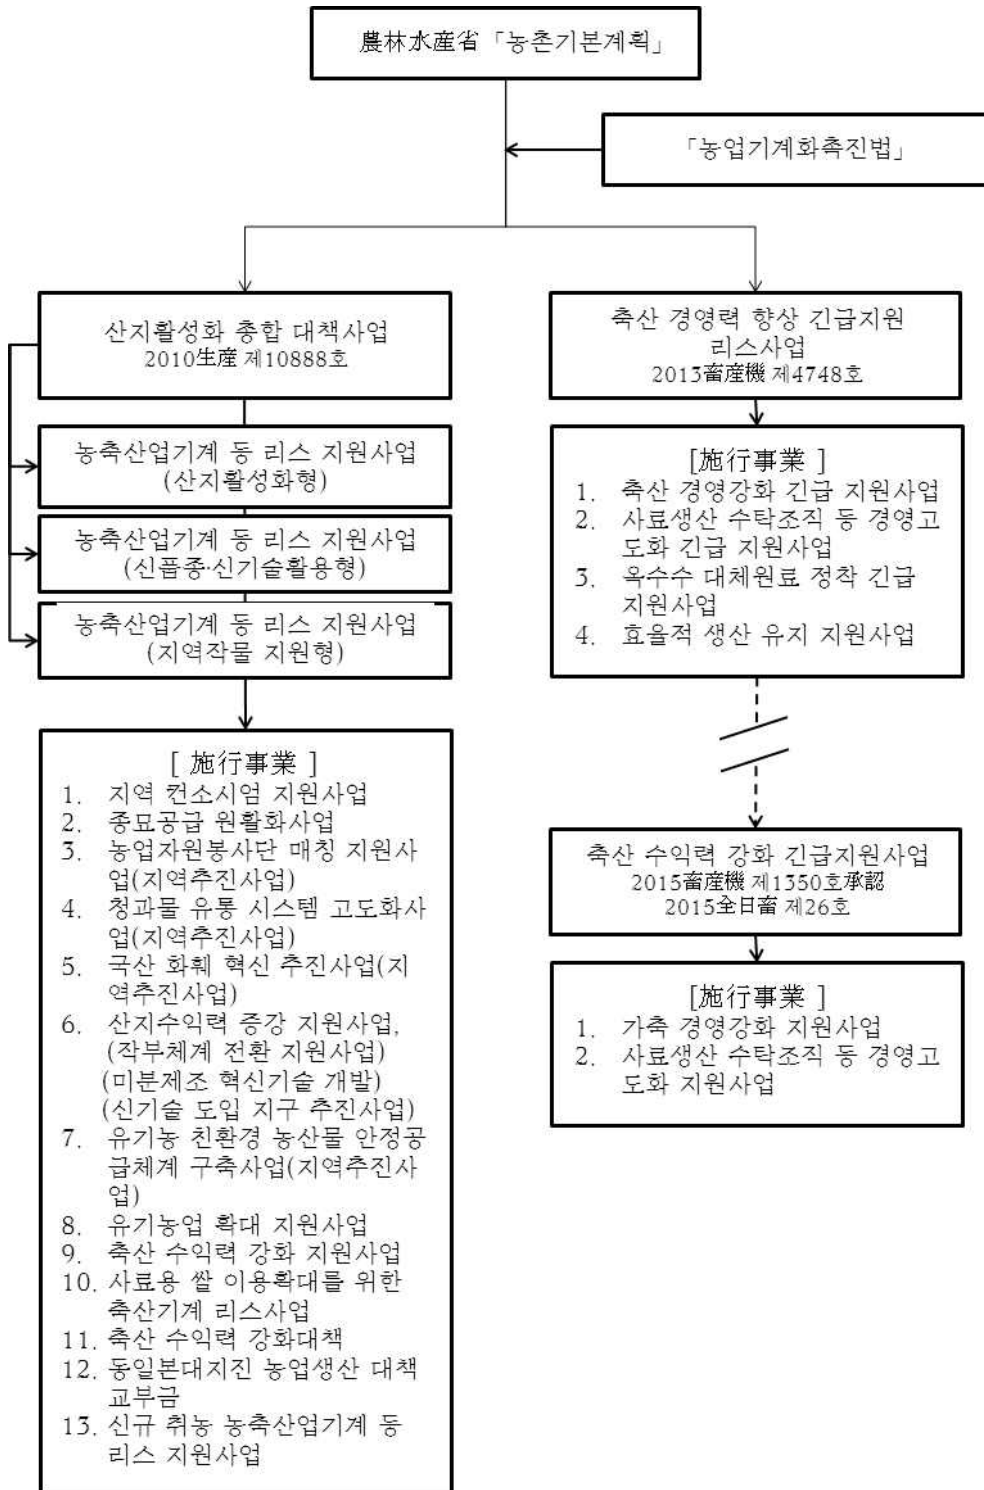 農林水産省 「농촌기본계획」
「농업기계화촉진법」
산지활성화 총합 대책사업
2010生産 제10888호
농축산업기계 등 리스 지원사업
(산지활성화형)
농축산업기계 등 리스 지원사업
(신품종·신기술활용형)
농축산업기계 등 리스 지원사업
(지역작물 지원형)
[ 施行事業 ]
1. 지역 컨소시엄 지원사업
2. 종묘공급 원활화사업
3. 농업자원봉사단 매칭 지원사
업(지역추진사업)
4. 청과물 유통 시스템 고도화사
업(지역추진사업)
5. 국산 화훼 혁신 추진사업(지
역추진사업)
6. 산지수익력 증강 지원사업,
(작부체계 전환 지원사업)
(미분제조 혁신기술 개발)
(신기술 도입 지구 추진사업)
7. 유기농 친환경 농산물 안정공
급체계 구축사업(지역추진사
업)
8. 유기농업 확대 지원사업
9. 축산 수익력 강화 지원사업
10. 사료용 쌀 이용확대를 위한
축산기계 리스사업
11. 축산 수익력 강화대책
12. 동일본대지진 농업생산 대책
교부금
13. 신규 취농 농축산업기계 등
리스 지원사업
축산 경영력 향상 긴급지원
리스사업
2013畜産機 제4748호
[施行事業 ]
1. 축산 경영강화 긴급 지원사업
2. 사료생산 수탁조직 등 경영고
도화 긴급 지원사업
3. 옥수수 대체원료 정착 긴급
지원사업
4. 효율적 생산 유지 지원사업
축산 수익력 강화 긴급지원사업
2015畜産機 제1350호承認
2015全日畜 제26호
[施行事業 ]
1. 가축 경영강화 지원사업
2. 사료생산 수탁조직 등 경영고
도화 지원사업